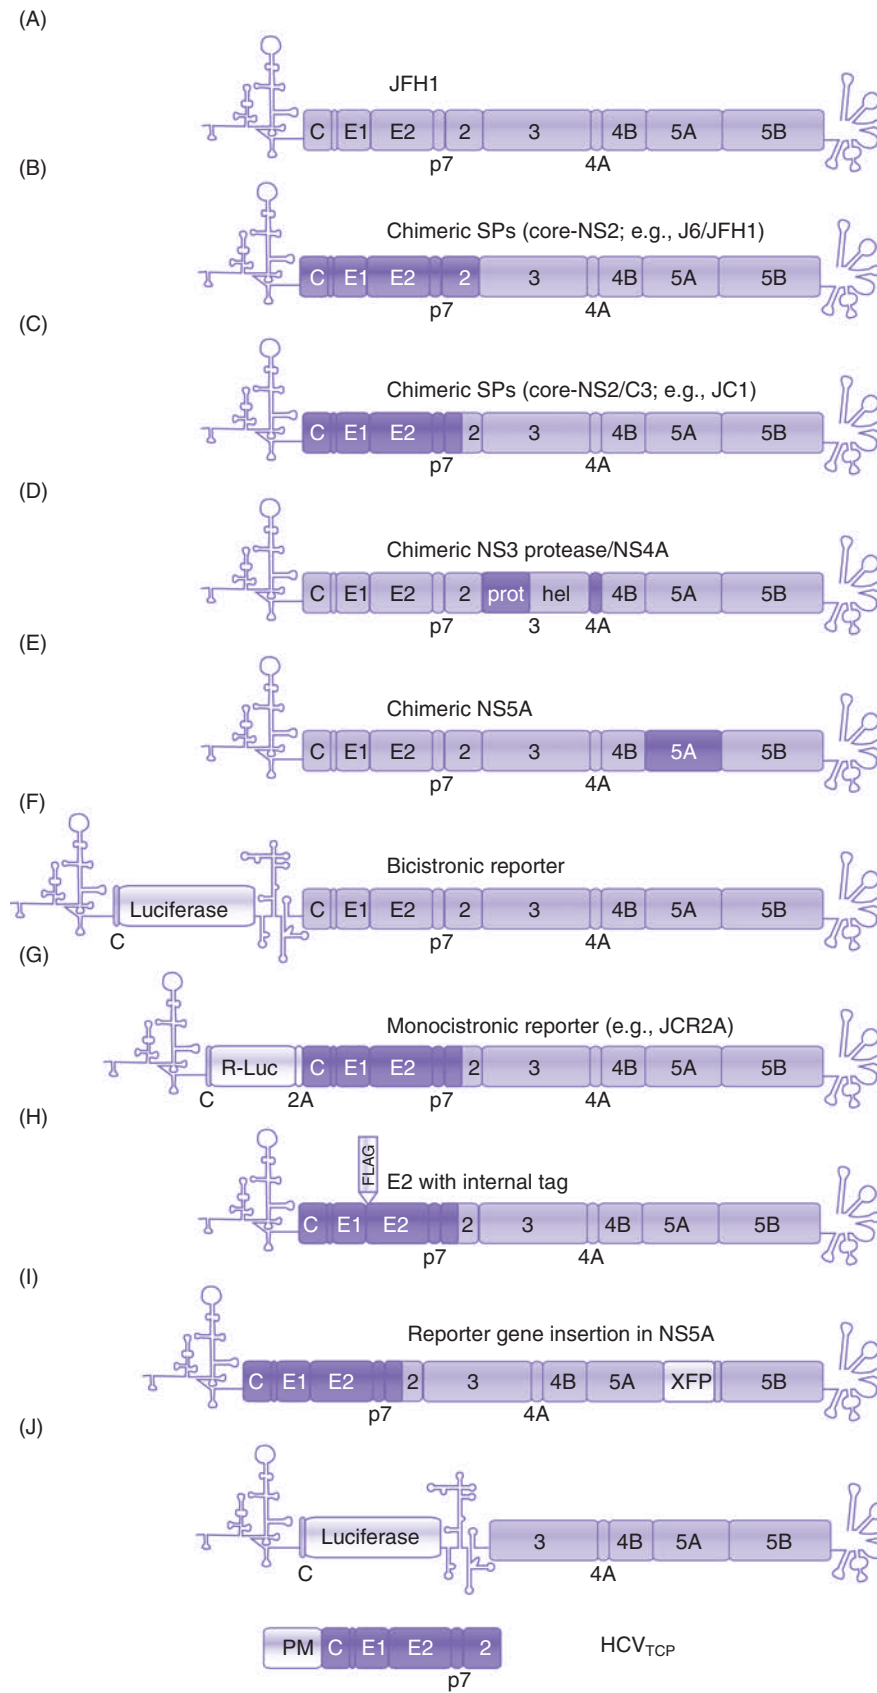 (A)
JFH1
C E1 E2 2 3 4B 5A 5B
p7 4A
(B)
Chimeric SPs (core-NS2; e.g., J6/JFH1)
C E1 E2 2 3 4B 5A 5B
p7 4A
(C)
Chimeric SPs (core-NS2/C3; e.g., JC1)
C E1 E2 2 3 4B 5A 5B
p7 4A
(D)
Chimeric NS3 protease/NS4A
C E1 E2 2 prot hel 4B 5A 5B
p7 3 4A
(E)
Chimeric NS5A
C E1 E2 2 3 4B 5A 5B
p7 4A
(F)
Bicistronic reporter
Luciferase C E1 E2 2 3 4B 5A 5B
C p7 4A
(G)
Monocistronic reporter (e.g., JCR2A)
R-Luc C E1 E2 2 3 4B 5A 5B
C 2A p7 4A
(H)
FLAG
E2 with internal tag
C E1 E2 2 3 4B 5A 5B
p7 4A
(I)
Reporter gene insertion in NS5A
C E1 E2 2 3 4B 5A XFP 5B
p7 4A
(J)
Luciferase 3 4B 5A 5B
C 4A
PM C E1 E2 2 HCVTCP
p7